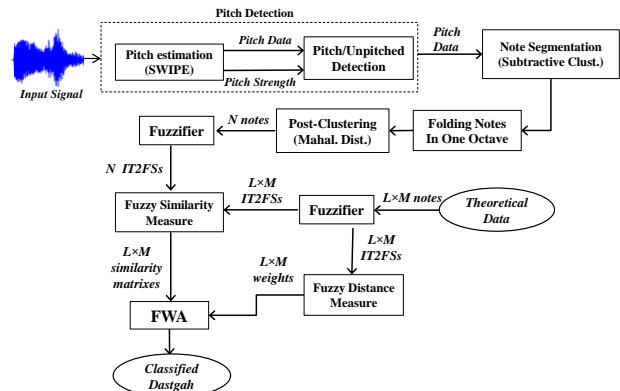 Pitch Detection
Input Signal
Pitch estimation
(SWIPE)
Pitch Data
Pitch Strength
Pitch/Unpitched
Detection
Pitch
Data
Note Segmentation
(Subtractive Clust.)
Folding Notes
In One Octave
Post-Clustering
(Mahal. Dist.)
N notes
Fuzzifier
N IT2FSs
Fuzzy Similarity
Measure
L×M
IT2FSs
Fuzzifier
L×M notes
Theoretical
Data
L×M
IT2FSs
L×M
similarity
matrixes
L×M
weights
Fuzzy Distance
Measure
FWA
Classified
Dastgah